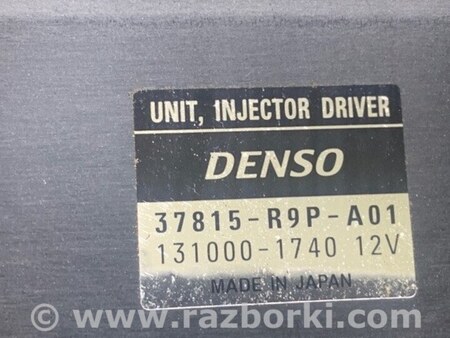 UNIT, INJECTOR DRIVER
DENSO
37815-R9P-A01
131000-1740 12V
MADE IN JAPAN
© www.razborki.com